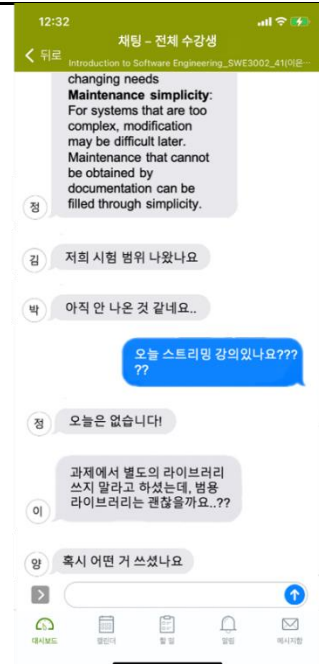 12:32
채팅 – 전체 수강생
뒤로
Introduction to Software Engineering_SWE3002_41(이은…
changing needs
Maintenance simplicity:
For systems that are too
complex, modification
may be difficult later.
Maintenance that cannot
be obtained by
documentation can be
filled through simplicity.
정
김
저희 시험 범위 나왔나요
박
아직 안 나온 것 같네요..
오늘 스트리밍 강의있나요???
??
정
오늘은 없습니다!
과제에서 별도의 라이브러리
쓰지 말라고 하셨는데, 범용
라이브러리는 괜찮을까요..??
이
양
혹시 어떤 거 쓰셨나요
대시보드
캘린더
할 일
알림
메시지함